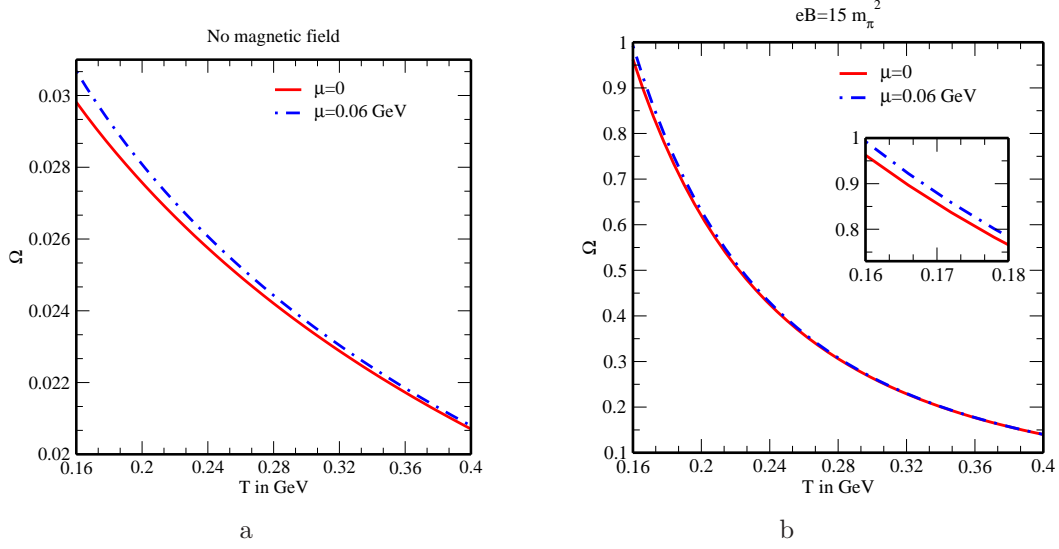 No magnetic field
μ=0
μ=0.06 GeV
0.03
0.028
0.026
0.024
0.022
0.02
Ω
0.16 0.2 0.24 0.28 0.32 0.36 0.4
T in GeV
a
eB=15 m_π^2
μ=0
μ=0.06 GeV
1
0.9
0.8
0.7
0.6
0.5
0.4
0.3
0.2
0.1
Ω
1
0.9
0.8
0.16 0.17 0.18
0.16 0.2 0.24 0.28 0.32 0.36 0.4
T in GeV
b